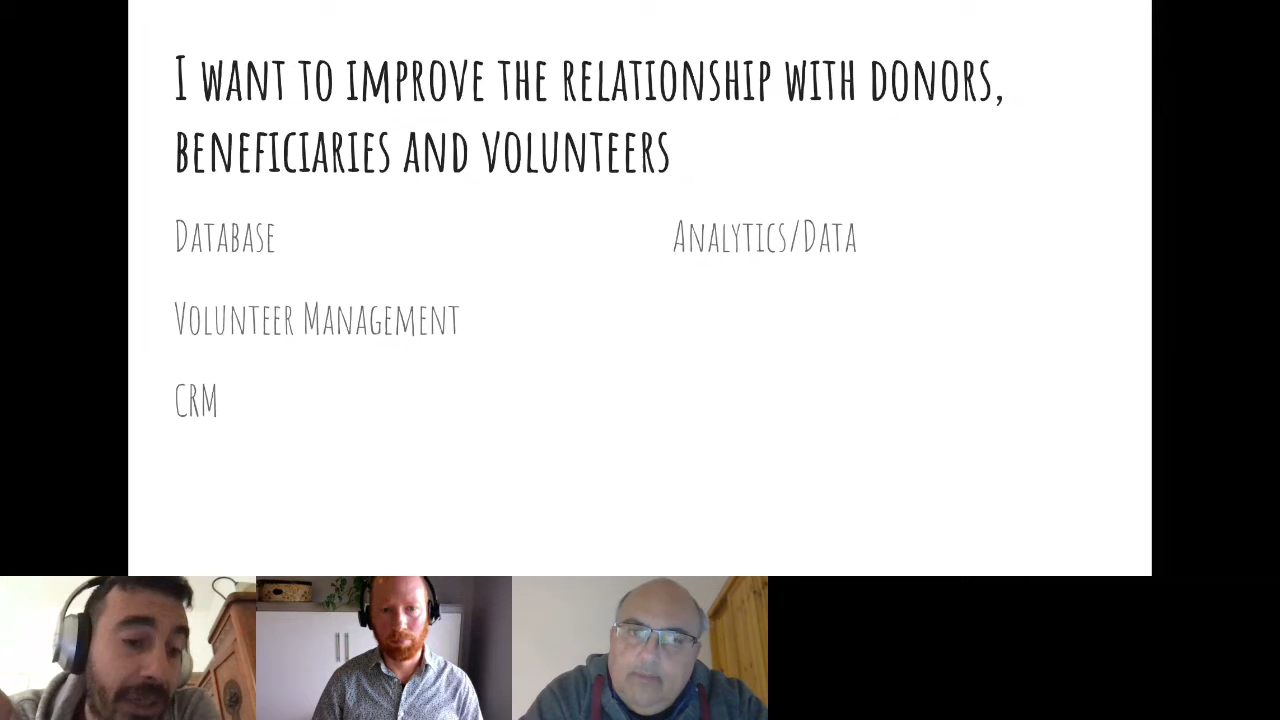 I want to improve the relationship with donors,
beneficiaries and volunteers
Database
Analytics/Data
Volunteer Management
CRM